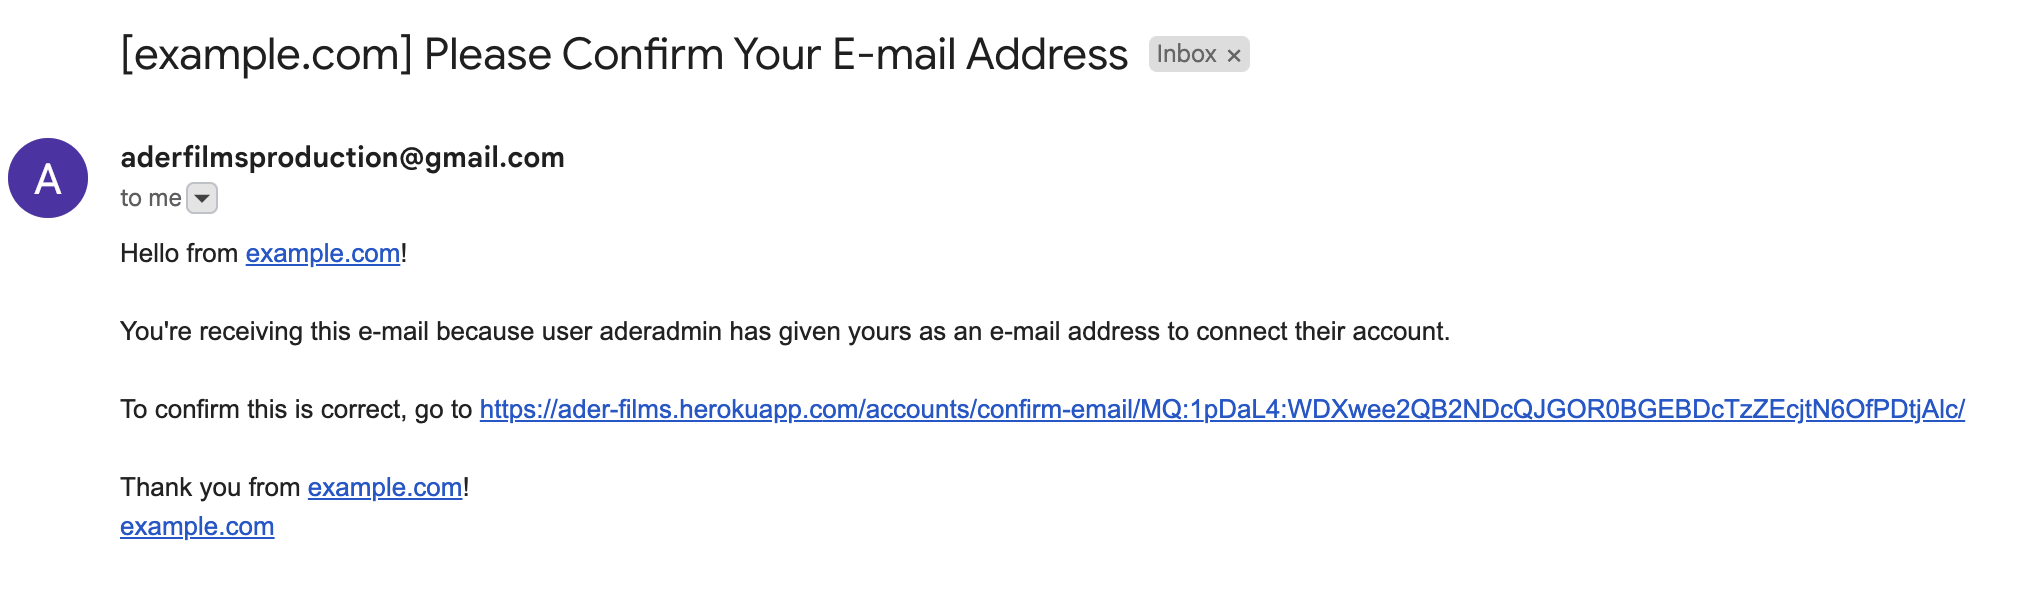 [example.com] Please Confirm Your E-mail Address Inbox ×
A
aderfilmsproduction@gmail.com
to me
Hello from example.com!
You're receiving this e-mail because user aderadmin has given yours as an e-mail address to connect their account.
To confirm this is correct, go to https://ader-films.herokuapp.com/accounts/confirm-email/MQ:1pDaL4:WDXwee2QB2NDcQJGOR0BGEBDcTzZEcjtN6OfPDtjAlc/
Thank you from example.com!
example.com